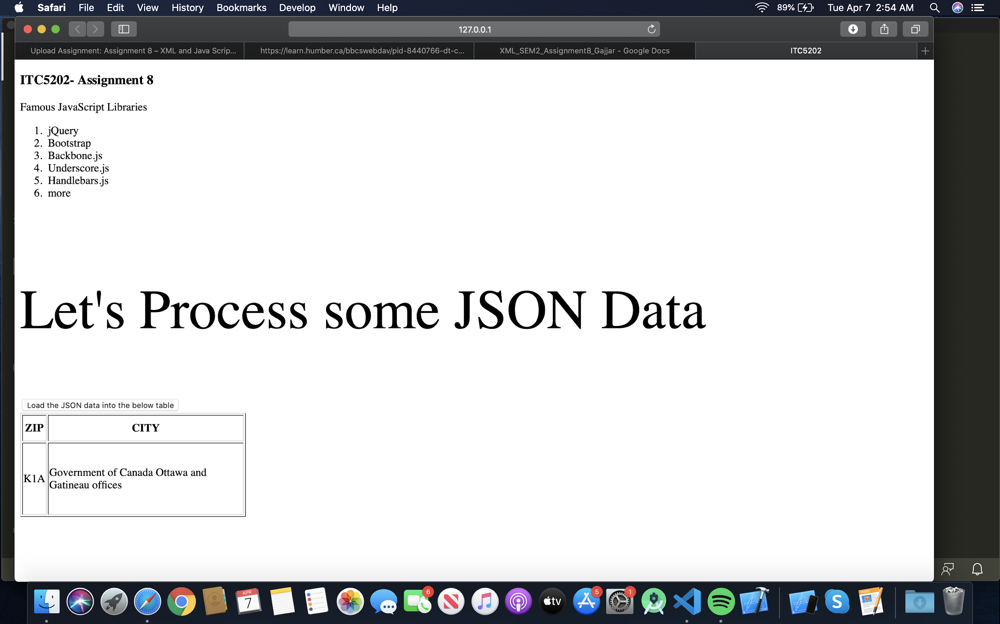 Safari File Edit View History Bookmarks Develop Window Help 89% Tue Apr 7 2:54 AM
127.0.0.1
Upload Assignment: Assignment 8 – XML and Java Scrip... https://learn.humber.ca/bbcswebdav/pid-8440766-dt-c... XML_SEM2_Assignment8_Gajjar - Google Docs ITC5202
ITC5202- Assignment 8
Famous JavaScript Libraries
1. jQuery
2. Bootstrap
3. Backbone.js
4. Underscore.js
5. Handlebars.js
6. more
Let's Process some JSON Data
Load the JSON data into the below table
ZIP CITY
K1A Government of Canada Ottawa and
Gatineau offices
APR 7 6 tv 5 1 S PAGES